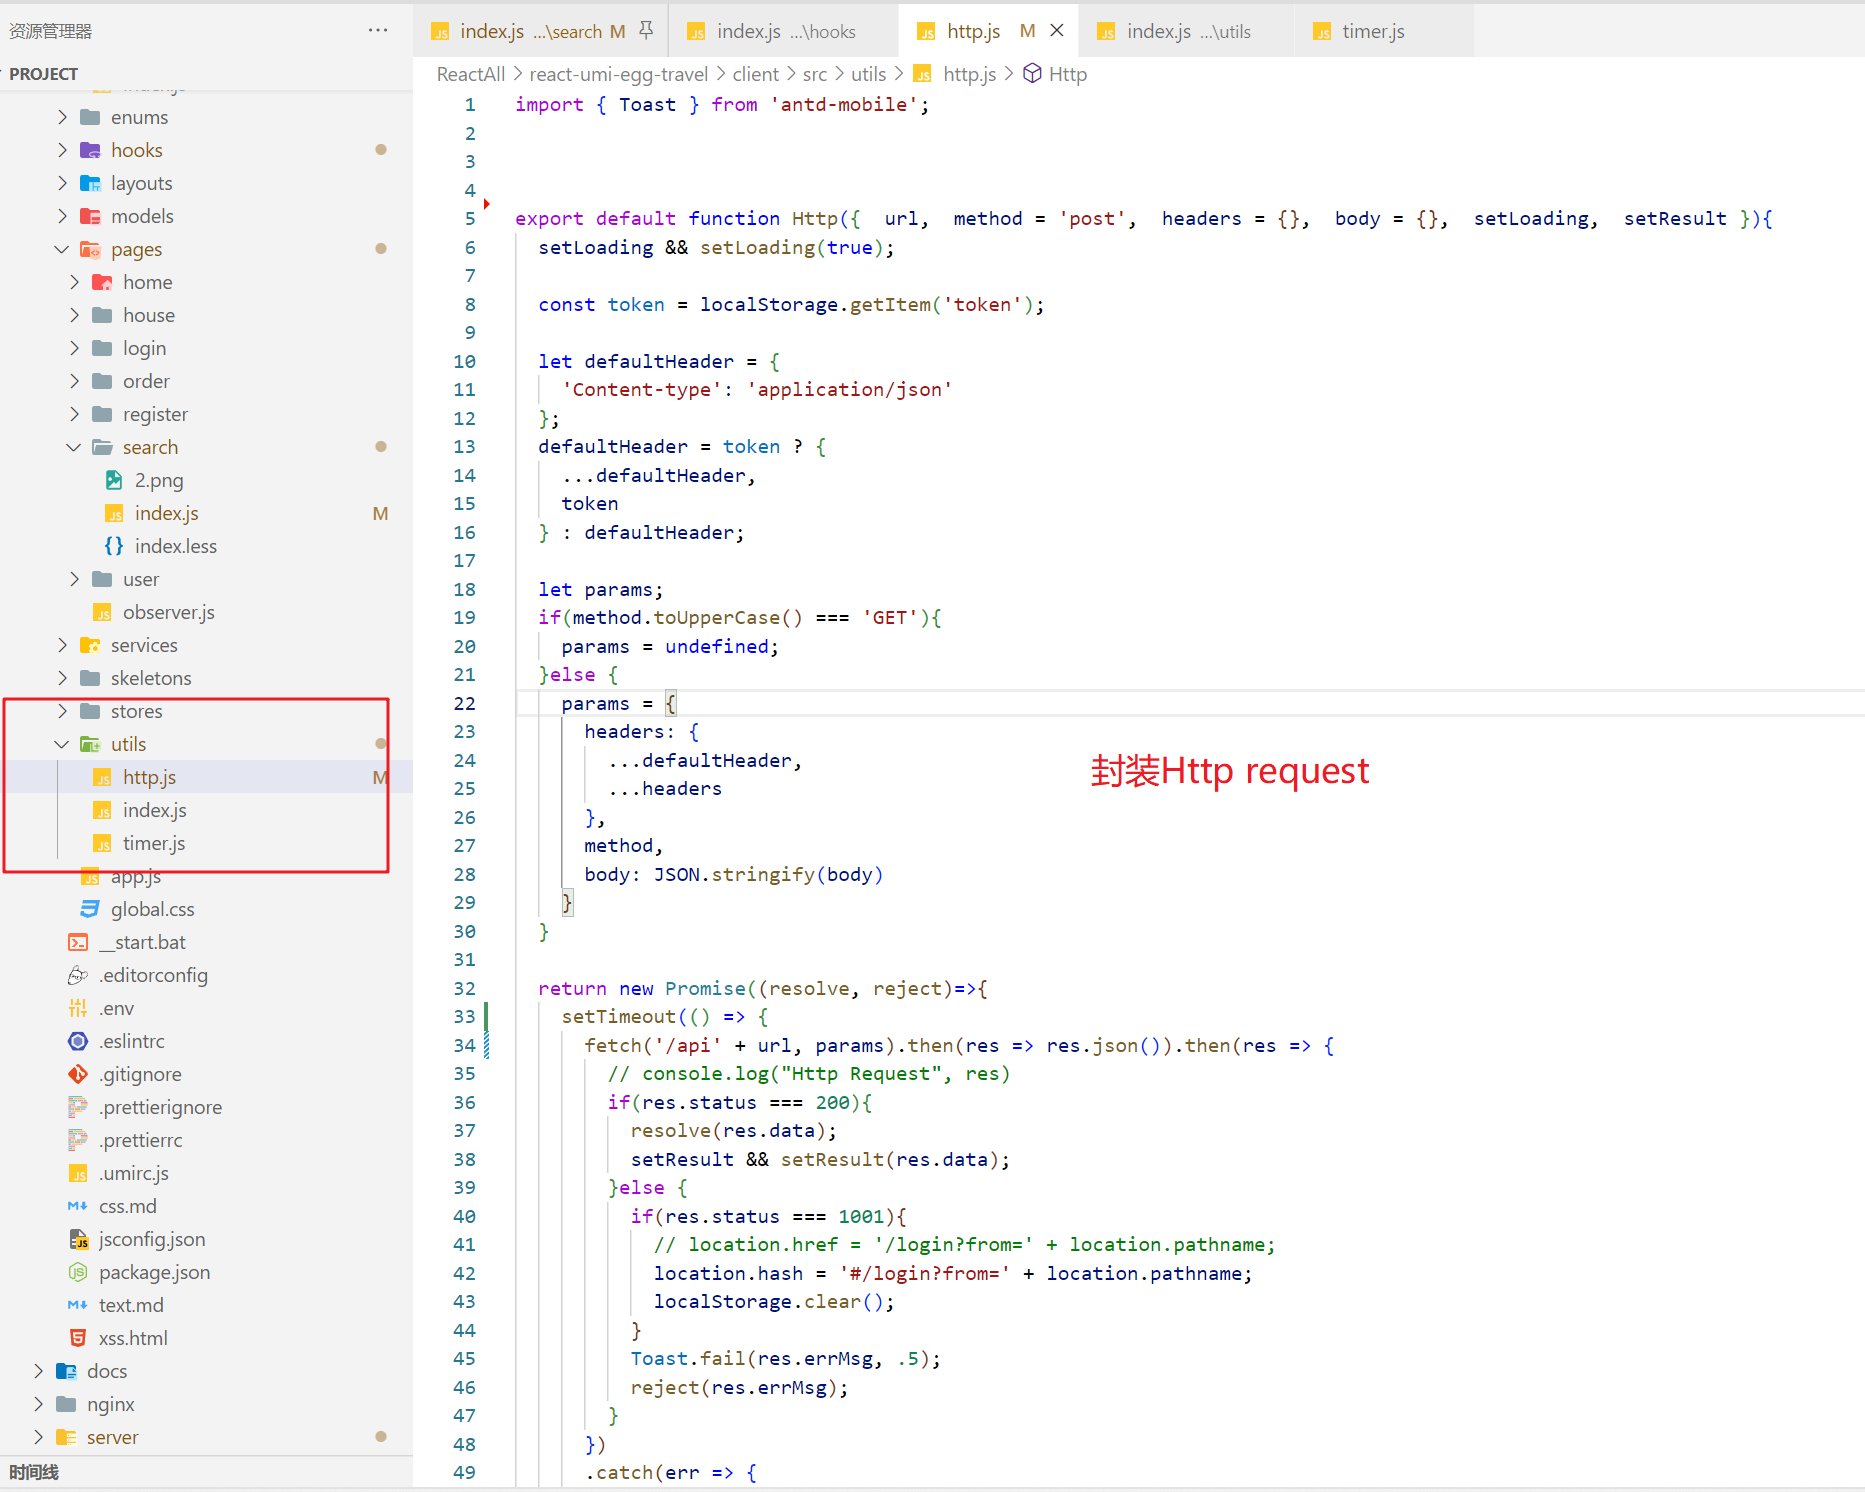 资源管理器 ···
PROJECT
index.js
enums
hooks
layouts
models
pages
home
house
login
order
register
search
2.png
index.js M
index.less
user
observer.js
services
skeletons
stores
utils
http.js M
index.js
timer.js
app.js
global.css
__start.bat
.editorconfig
.env
.eslintrc
.gitignore
.prettierignore
.prettierrc
.umirc.js
css.md
jsconfig.json
package.json
text.md
xss.html
docs
nginx
server
时间线
index.js ...\search M index.js ...\hooks http.js M index.js ...\utils timer.js
ReactAll > react-umi-egg-travel > client > src > utils > http.js > Http
1 import { Toast } from 'antd-mobile';
2
3
4
5 export default function Http({  url,  method = 'post',  headers = {},  body = {},  setLoading,  setResult }){
6   setLoading && setLoading(true);
7
8   const token = localStorage.getItem('token');
9
10   let defaultHeader = {
11     'Content-type': 'application/json'
12   };
13   defaultHeader = token ? {
14     ...defaultHeader,
15     token
16   } : defaultHeader;
17
18   let params;
19   if(method.toUpperCase() === 'GET'){
20     params = undefined;
21   }else {
22     params = {
23       headers: {
24         ...defaultHeader,
25         ...headers
26       },
27       method,
28       body: JSON.stringify(body)
29     }
30   }
31
32   return new Promise((resolve, reject)=>{
33     setTimeout(() => {
34       fetch('/api' + url, params).then(res => res.json()).then(res => {
35         // console.log("Http Request", res)
36         if(res.status === 200){
37           resolve(res.data);
38           setResult && setResult(res.data);
39         }else {
40           if(res.status === 1001){
41             // location.href = '/login?from=' + location.pathname;
42             location.hash = '#/login?from=' + location.pathname;
43             localStorage.clear();
44           }
45           Toast.fail(res.errMsg, .5);
46           reject(res.errMsg);
47         }
48       })
49       .catch(err => {
封装Http request